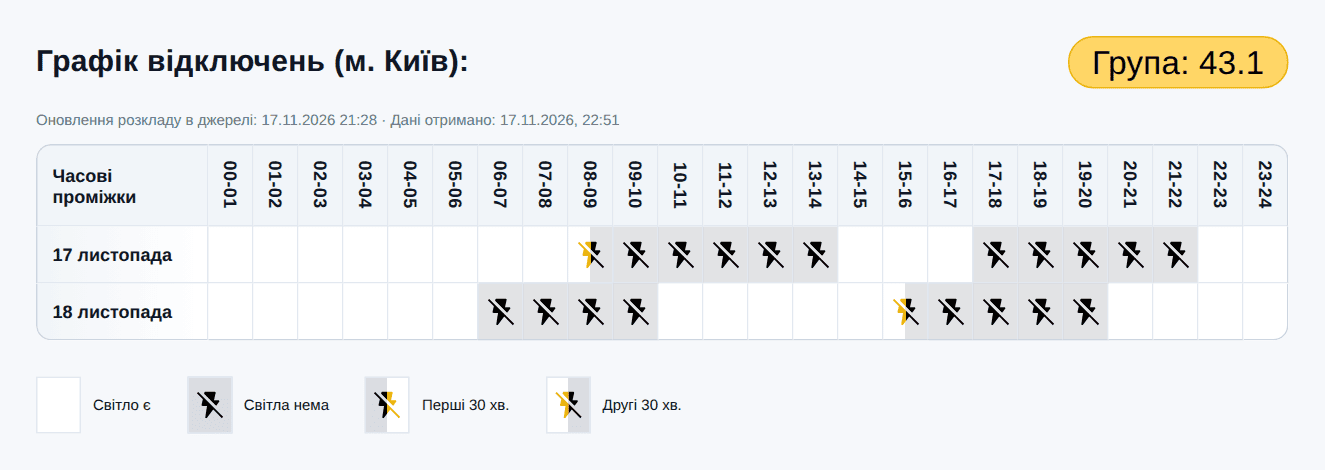 Графік відключень (м. Київ):
Група: 43.1
Оновлення розкладу в джерелі: 17.11.2026 21:28 · Дані отримано: 17.11.2026, 22:51
Часові
проміжки
00-01
01-02
02-03
03-04
04-05
05-06
06-07
07-08
08-09
09-10
10-11
11-12
12-13
13-14
14-15
15-16
16-17
17-18
18-19
19-20
20-21
21-22
22-23
23-24
17 листопада
18 листопада
Світло є
Світла нема
Перші 30 хв.
Другі 30 хв.